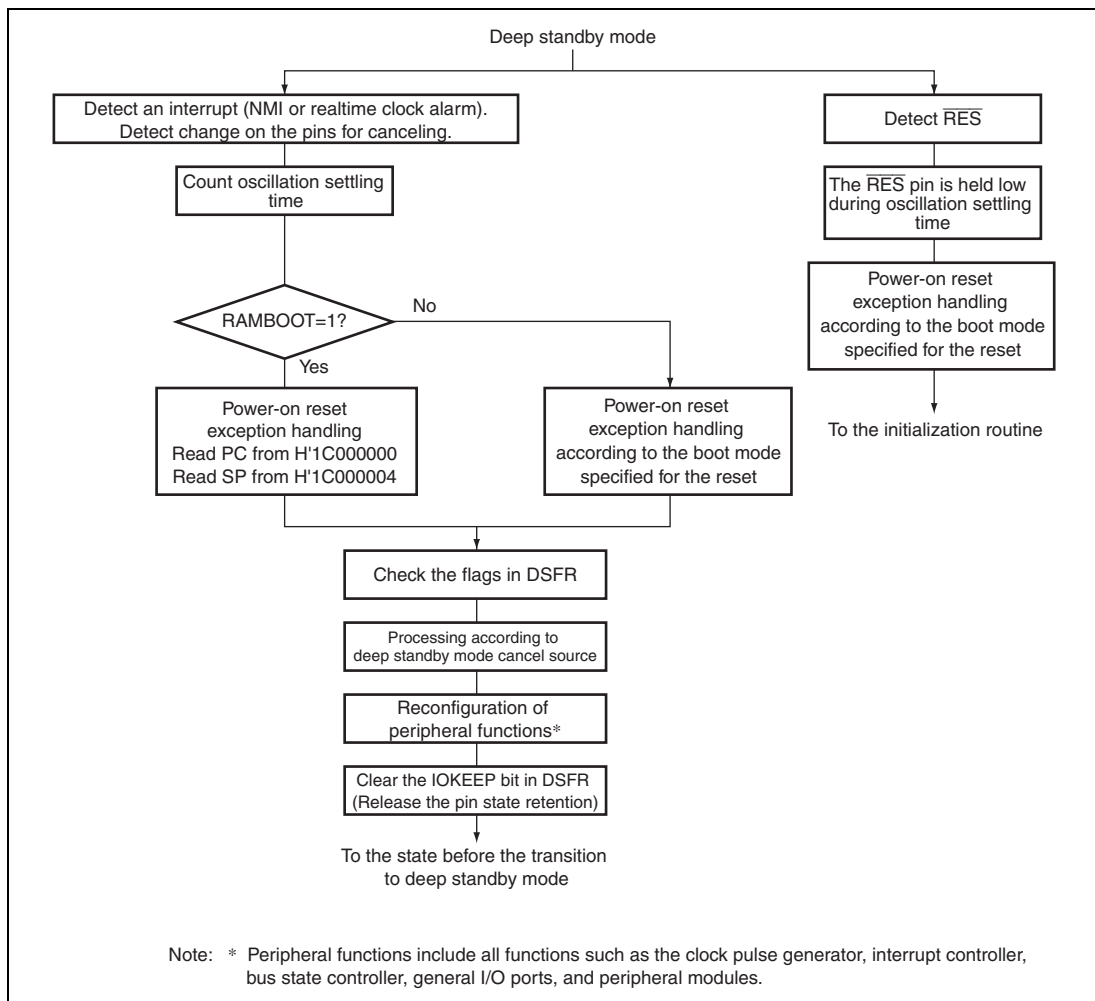 Deep standby mode
Detect an interrupt (NMI or realtime clock alarm).
Detect change on the pins for canceling.
Count oscillation settling
time
RAMBOOT=1?
No
Yes
Power-on reset
exception handling
Read PC from H'1C000000
Read SP from H'1C000004
Power-on reset
exception handling
according to the boot mode
specified for the reset
Detect R̅E̅S̅
The R̅E̅S̅ pin is held low
during oscillation settling
time
Power-on reset
exception handling
according to the boot mode
specified for the reset
To the initialization routine
Check the flags in DSFR
Processing according to
deep standby mode cancel source
Reconfiguration of
peripheral functions*
Clear the IOKEEP bit in DSFR
(Release the pin state retention)
To the state before the transition
to deep standby mode
Note: * Peripheral functions include all functions such as the clock pulse generator, interrupt controller,
bus state controller, general I/O ports, and peripheral modules.